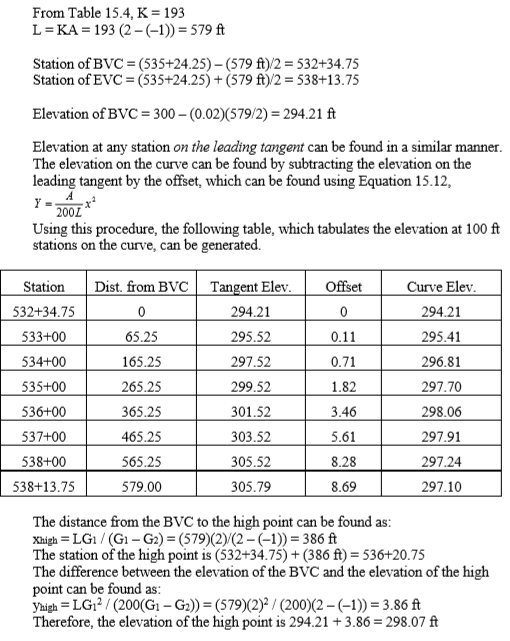 From Table 15.4, K = 193
L = KA = 193 (2 – (–1)) = 579 ft
Station of BVC = (535+24.25) – (579 ft)/2 = 532+34.75
Station of EVC = (535+24.25) + (579 ft)/2 = 538+13.75
Elevation of BVC = 300 – (0.02)(579/2) = 294.21 ft
Elevation at any station on the leading tangent can be found in a similar manner.
The elevation on the curve can be found by subtracting the elevation on the
leading tangent by the offset, which can be found using Equation 15.12,
Y = A/200L x²
Using this procedure, the following table, which tabulates the elevation at 100 ft
stations on the curve, can be generated.
Station Dist. from BVC Tangent Elev. Offset Curve Elev.
532+34.75 0 294.21 0 294.21
533+00 65.25 295.52 0.11 295.41
534+00 165.25 297.52 0.71 296.81
535+00 265.25 299.52 1.82 297.70
536+00 365.25 301.52 3.46 298.06
537+00 465.25 303.52 5.61 297.91
538+00 565.25 305.52 8.28 297.24
538+13.75 579.00 305.79 8.69 297.10
The distance from the BVC to the high point can be found as:
Xhigh = LG1 / (G1 – G2) = (579)(2)/(2 – (–1)) = 386 ft
The station of the high point is (532+34.75) + (386 ft) = 536+20.75
The difference between the elevation of the BVC and the elevation of the high
point can be found as:
Yhigh = LG1² / (200(G1 – G2)) = (579)(2)² / (200)(2 – (–1)) = 3.86 ft
Therefore, the elevation of the high point is 294.21 + 3.86 = 298.07 ft